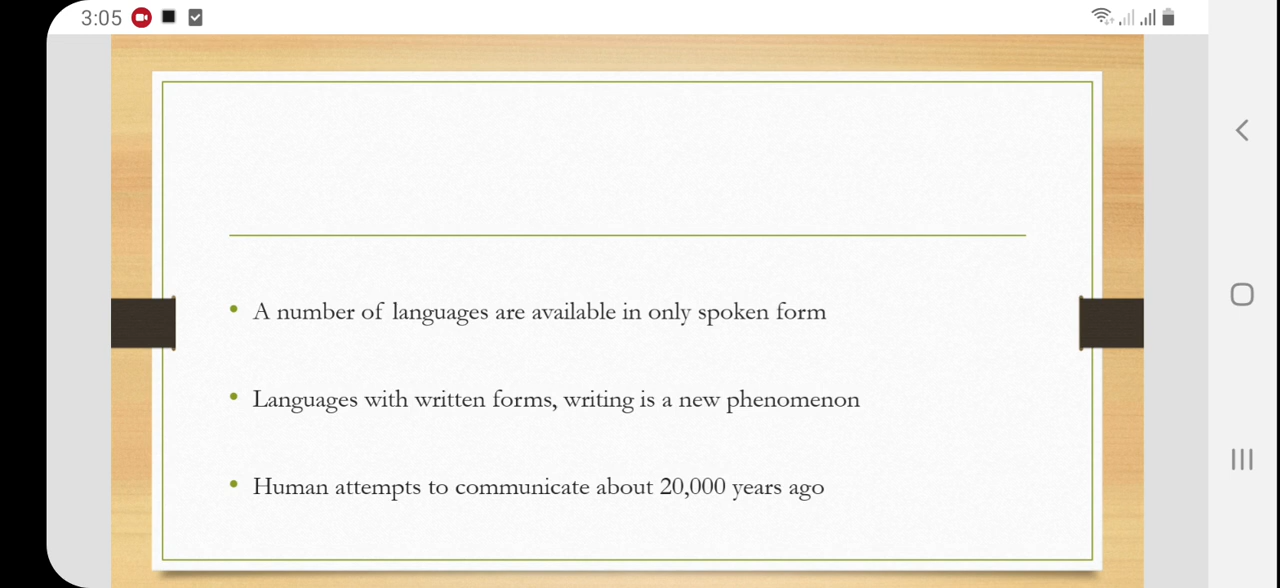 3:05
A number of languages are available in only spoken form
Languages with written forms, writing is a new phenomenon
Human attempts to communicate about 20,000 years ago